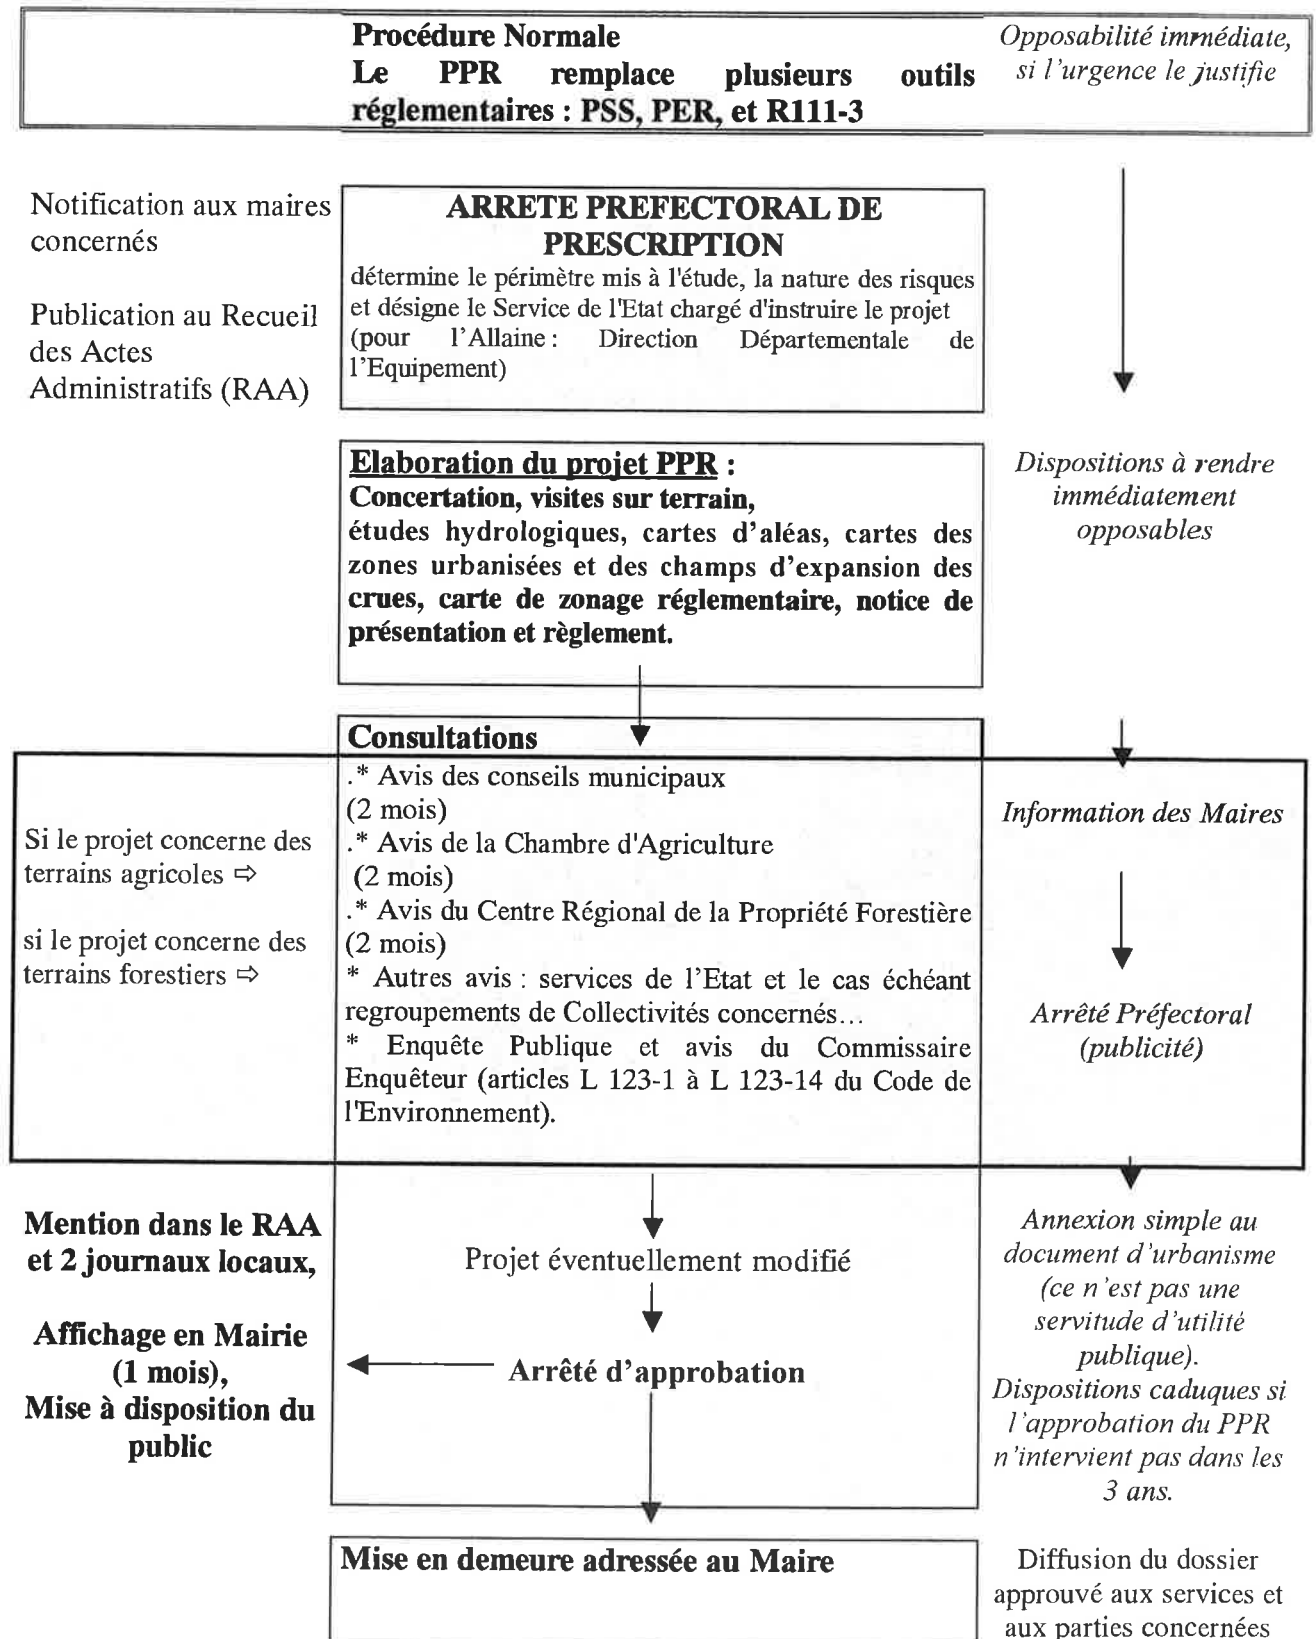 Procédure Normale
Le PPR remplace plusieurs outils
réglementaires : PSS, PER, et R111-3
Opposabilité immédiate,
si l'urgence le justifie
Notification aux maires
concernés
Publication au Recueil
des Actes
Administratifs (RAA)
ARRETE PREFECTORAL DE
PRESCRIPTION
détermine le périmètre mis à l'étude, la nature des risques
et désigne le Service de l'Etat chargé d'instruire le projet
(pour l'Allaine : Direction Départementale de
l'Equipement)
Elaboration du projet PPR :
Concertation, visites sur terrain,
études hydrologiques, cartes d'aléas, cartes des
zones urbanisées et des champs d'expansion des
crues, carte de zonage réglementaire, notice de
présentation et règlement.
Dispositions à rendre
immédiatement
opposables
Consultations
.* Avis des conseils municipaux
(2 mois)
.* Avis de la Chambre d'Agriculture
(2 mois)
.* Avis du Centre Régional de la Propriété Forestière
(2 mois)
* Autres avis : services de l'Etat et le cas échéant
regroupements de Collectivités concernés…
* Enquête Publique et avis du Commissaire
Enquêteur (articles L 123-1 à L 123-14 du Code de
l'Environnement).
Si le projet concerne des
terrains agricoles ⇨
si le projet concerne des
terrains forestiers ⇨
Information des Maires
Arrêté Préfectoral
(publicité)
Mention dans le RAA
et 2 journaux locaux,
Affichage en Mairie
(1 mois),
Mise à disposition du
public
Projet éventuellement modifié
Arrêté d'approbation
Annexion simple au
document d'urbanisme
(ce n'est pas une
servitude d'utilité
publique).
Dispositions caduques si
l'approbation du PPR
n'intervient pas dans les
3 ans.
Mise en demeure adressée au Maire
Diffusion du dossier
approuvé aux services et
aux parties concernées